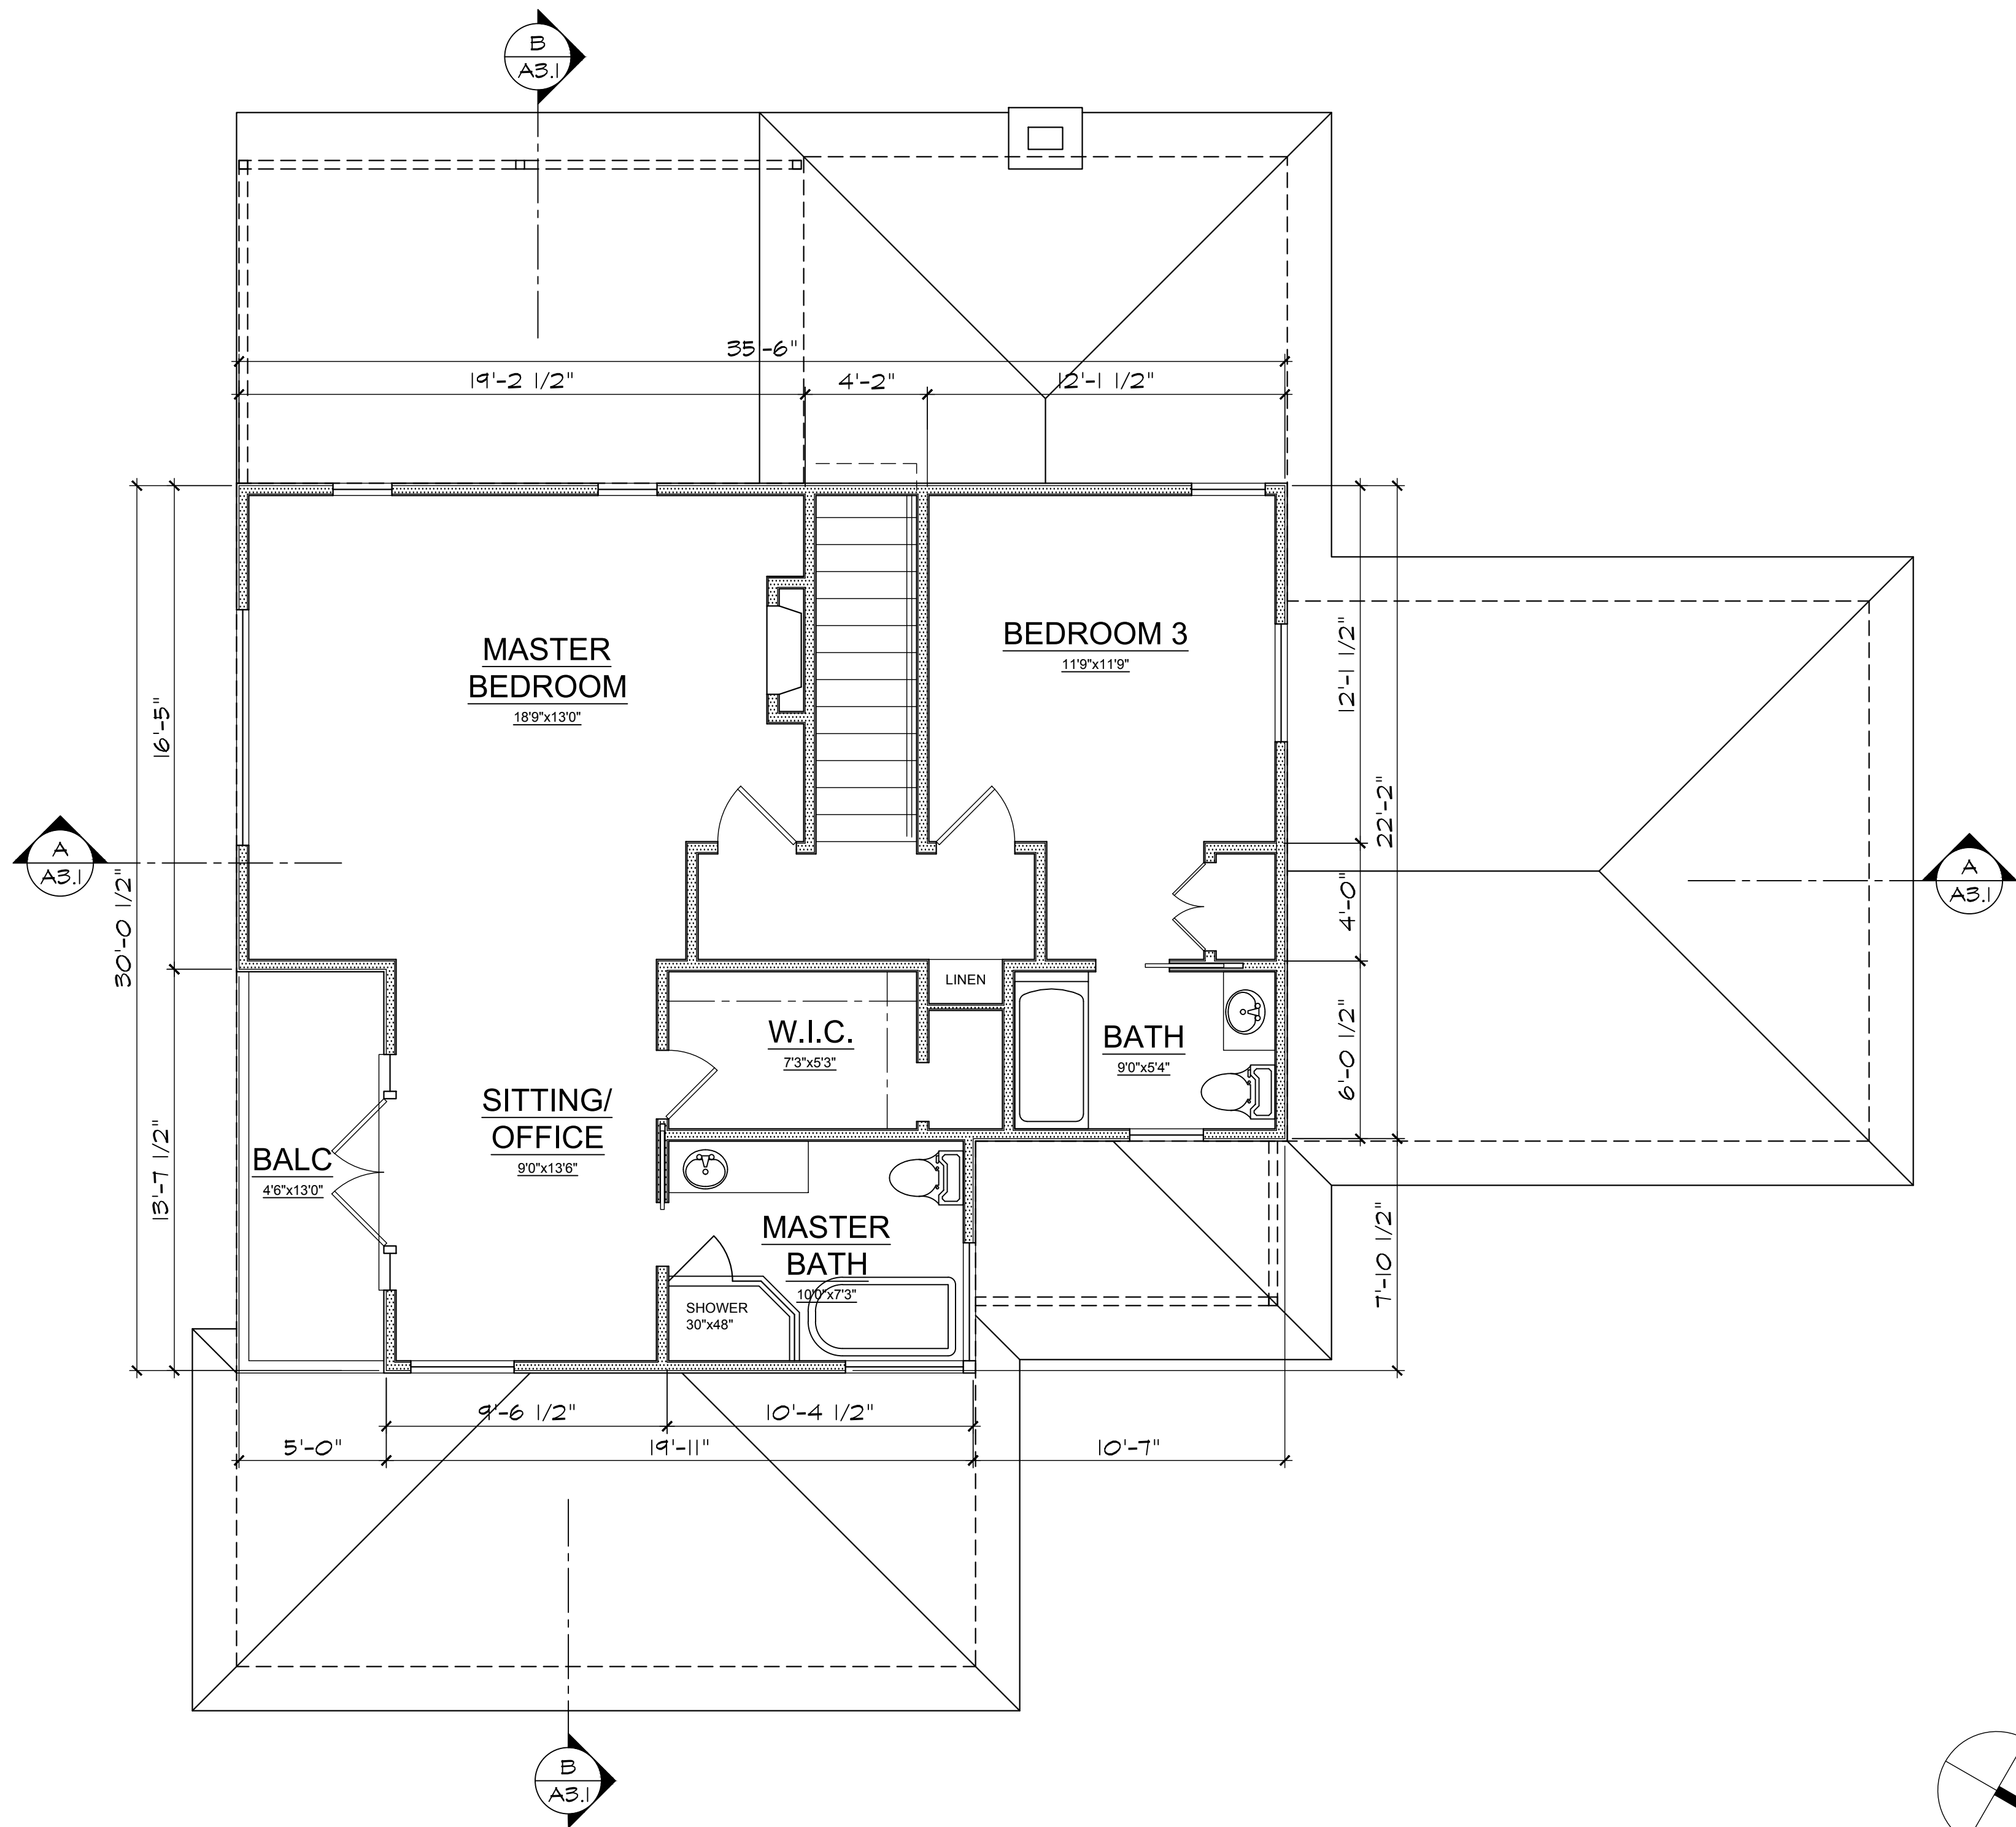 B
A3.1
35'-6"
19'-2 1/2"
4'-2"
12'-1 1/2"
MASTER
BEDROOM
18'9"x13'0"
BEDROOM 3
11'9"x11'9"
12'-1 1/2"
16'-5"
22'-2"
A
A3.1
A
A3.1
30'-0 1/2"
4'-0"
LINEN
W.I.C.
7'3"x5'3"
BATH
9'0"x5'4"
6'-0 1/2"
SITTING/
OFFICE
9'0"x13'6"
BALC
4'6"x13'0"
13'-7 1/2"
MASTER
BATH
10'0"x7'3"
SHOWER
30"x48"
7'-10 1/2"
9'-6 1/2"
10'-4 1/2"
5'-0"
19'-11"
10'-7"
B
A3.1